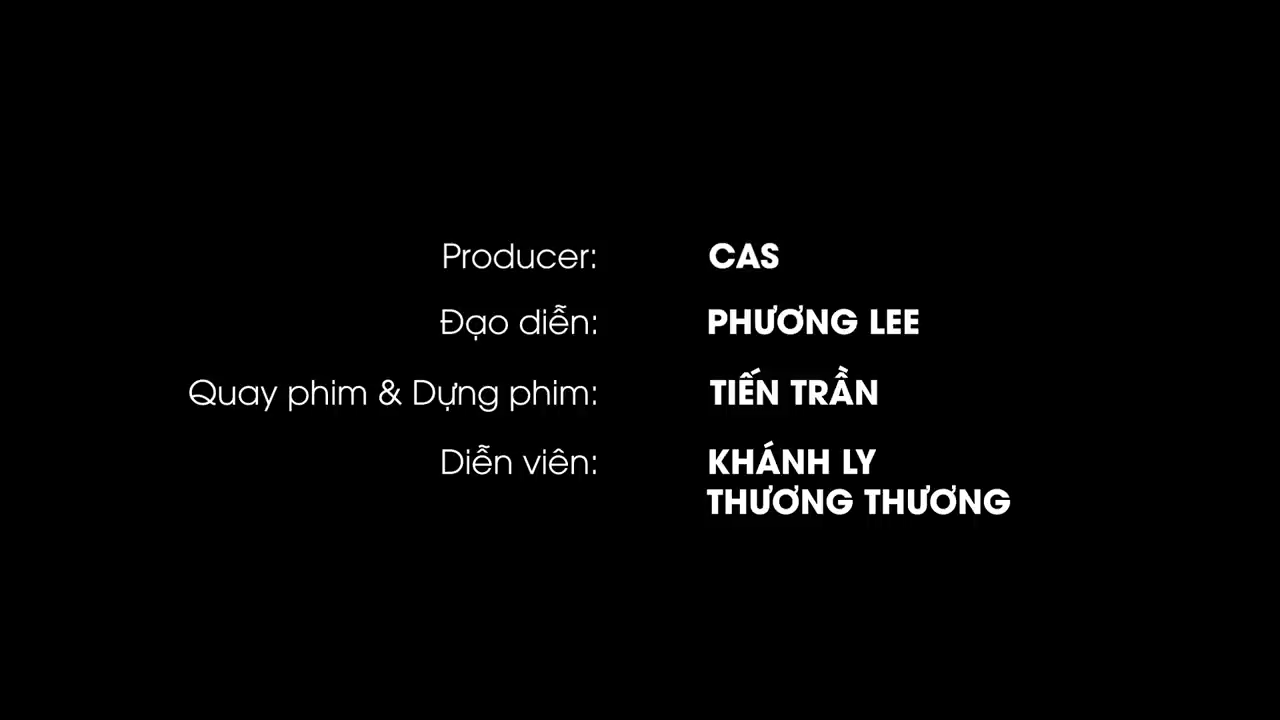 Producer: CAS
Đạo diễn: PHƯƠNG LEE
Quay phim & Dựng phim: TIẾN TRẦN
Diễn viên: KHÁNH LY
THƯƠNG THƯƠNG